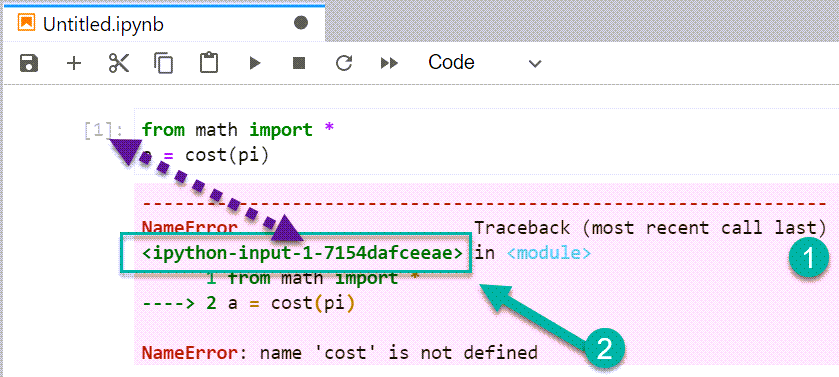 Untitled.ipynb
Code
[1]: from math import *
a = cost(pi)
---------------------------------------------------------------------------
NameError Traceback (most recent call last)
<ipython-input-1-7154dafceeae> in <module> 1
1 from math import *
----> 2 a = cost(pi)
2
NameError: name 'cost' is not defined